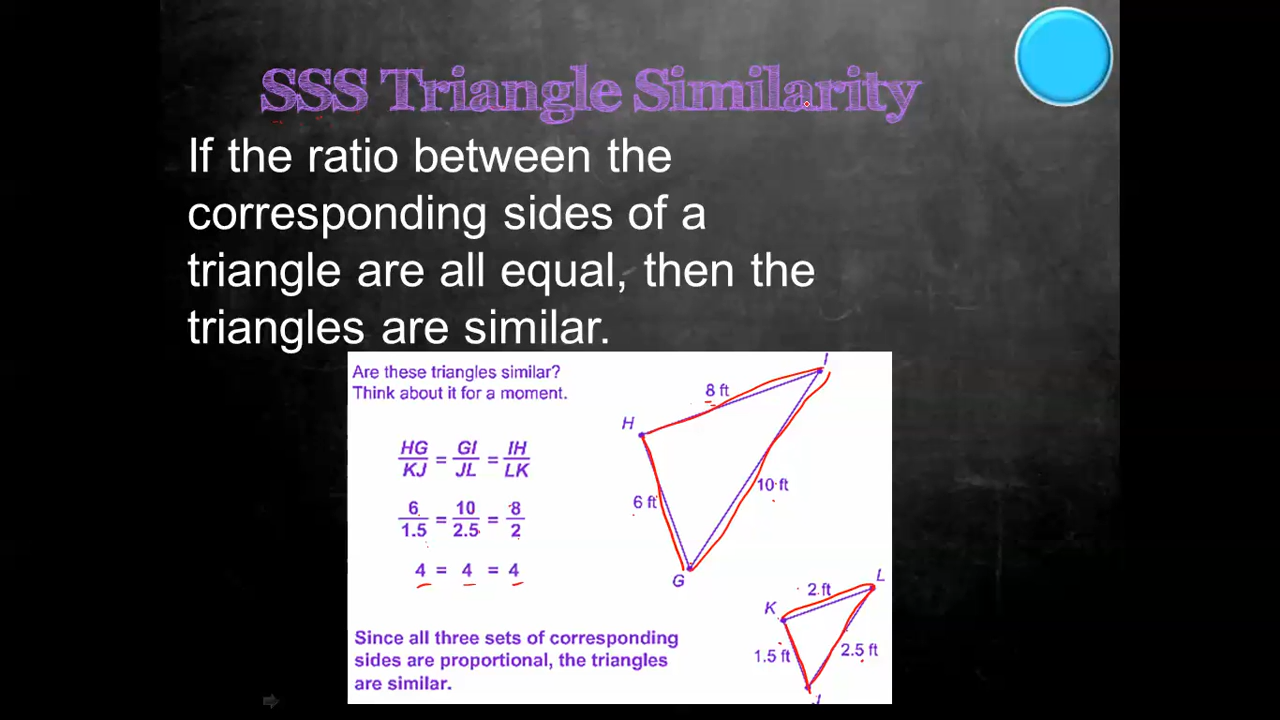 SSS Triangle Similarity
If the ratio between the
corresponding sides of a
triangle are all equal, then the
triangles are similar.
Are these triangles similar?
Think about it for a moment.
HG/KJ = GI/JL = IH/LK
6/1.5 = 10/2.5 = 8/2
4 = 4 = 4
Since all three sets of corresponding
sides are proportional, the triangles
are similar.
I
8 ft
H
10 ft
6 ft
G
L
2 ft
K
2.5 ft
1.5 ft
J